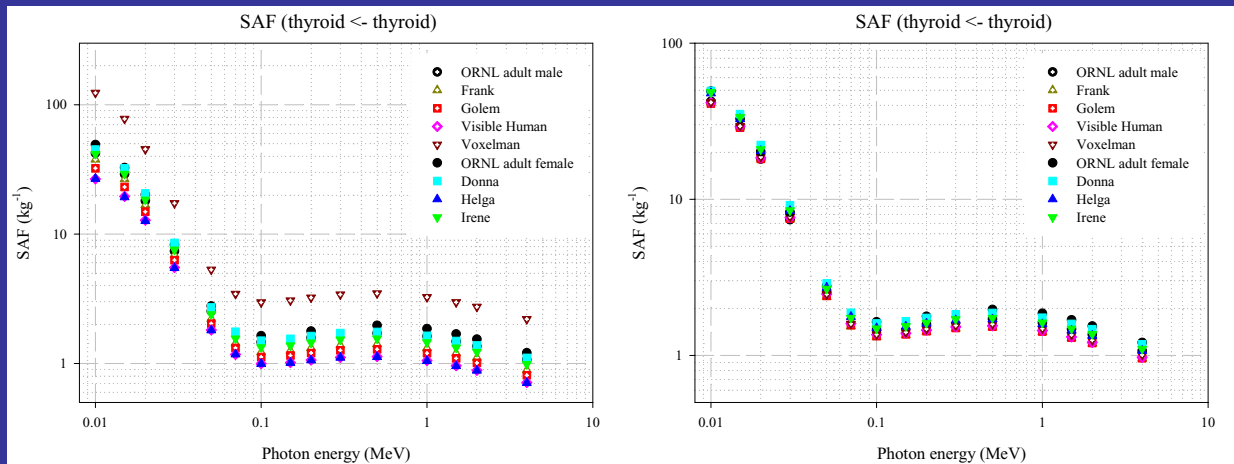 SAF (thyroid <- thyroid)
100
10
1
0.01
0.1
1
10
SAF (kg-1)
Photon energy (MeV)
ORNL adult male
Frank
Golem
Visible Human
Voxelman
ORNL adult female
Donna
Helga
Irene
SAF (thyroid <- thyroid)
100
10
1
0.01
0.1
1
10
SAF (kg-1)
Photon energy (MeV)
ORNL adult male
Frank
Golem
Visible Human
Voxelman
ORNL adult female
Donna
Helga
Irene